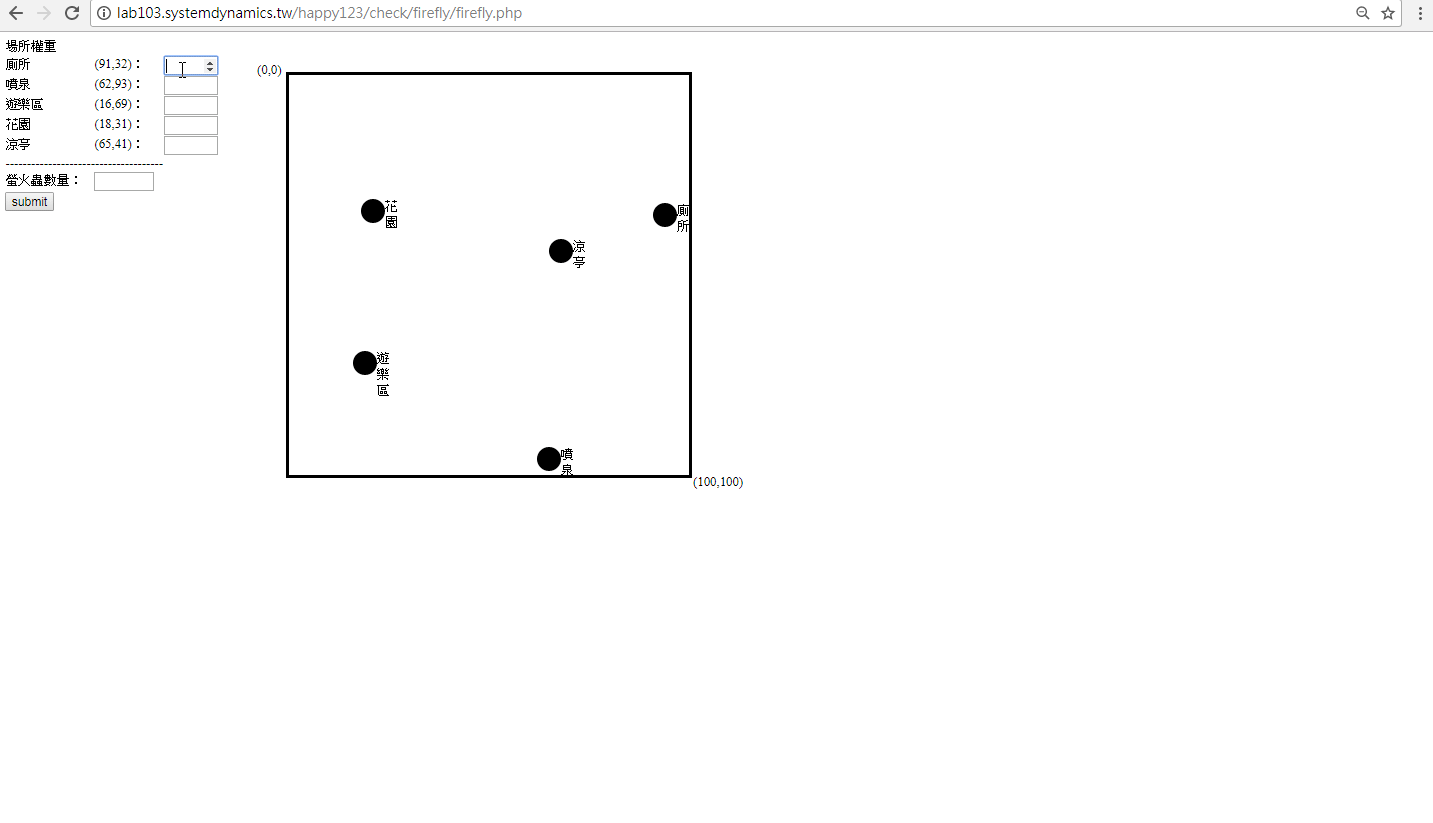 lab103.systemdynamics.tw/happy123/check/firefly/firefly.php
場所權重
廁所 (91,32)：
噴泉 (62,93)：
遊樂區 (16,69)：
花園 (18,31)：
涼亭 (65,41)：
-------------------------------------
螢火蟲數量：
submit
(0,0)
花
園
廁
所
涼
亭
遊
樂
區
噴
泉
(100,100)